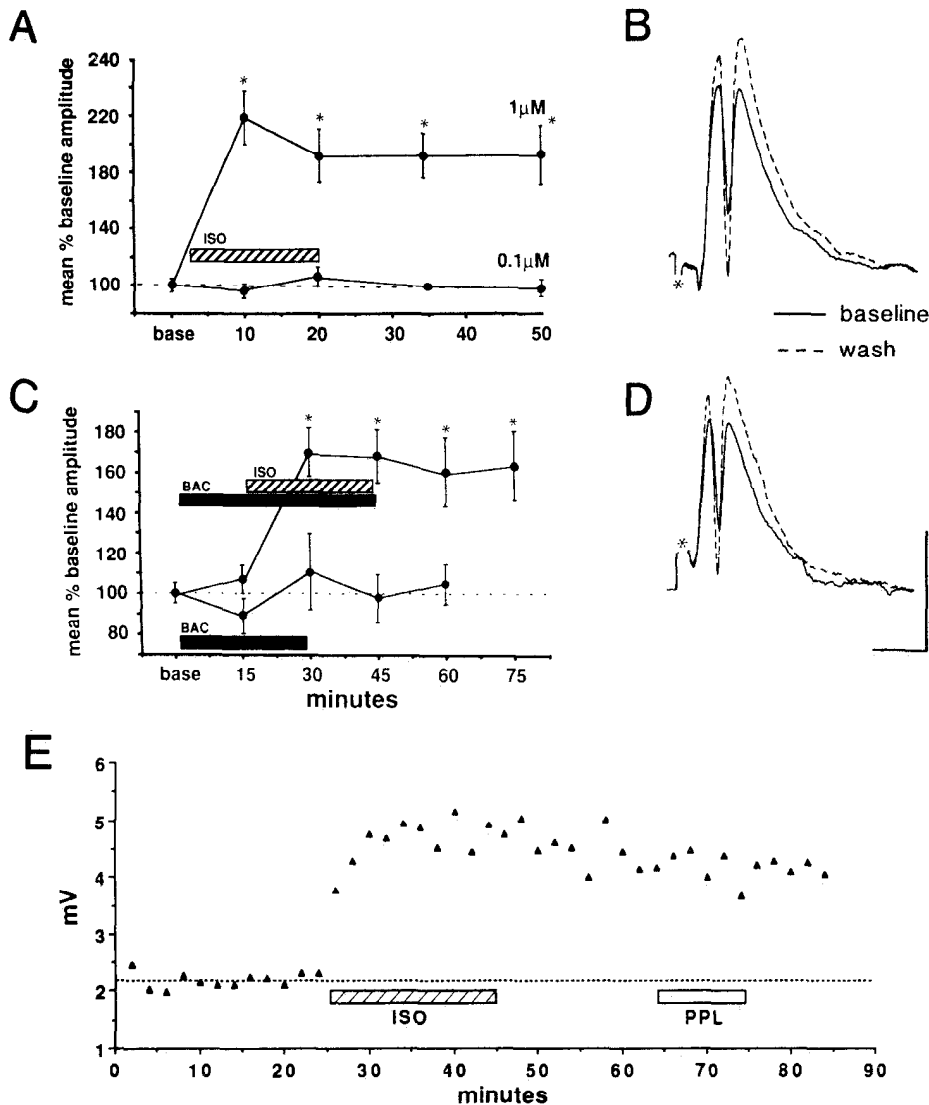 A
mean % baseline amplitude
240
220
180
140
100
*
*
*
*
1µM
ISO
0.1µM
base 10 20 30 40 50
B
*
baseline
wash
C
mean % baseline amplitude
180
160
140
120
100
80
*
*
*
*
ISO
BAC
BAC
base 15 30 45 60 75
minutes
D
*
E
mV
6
5
4
3
2
1
ISO
PPL
0 10 20 30 40 50 60 70 80 90
minutes